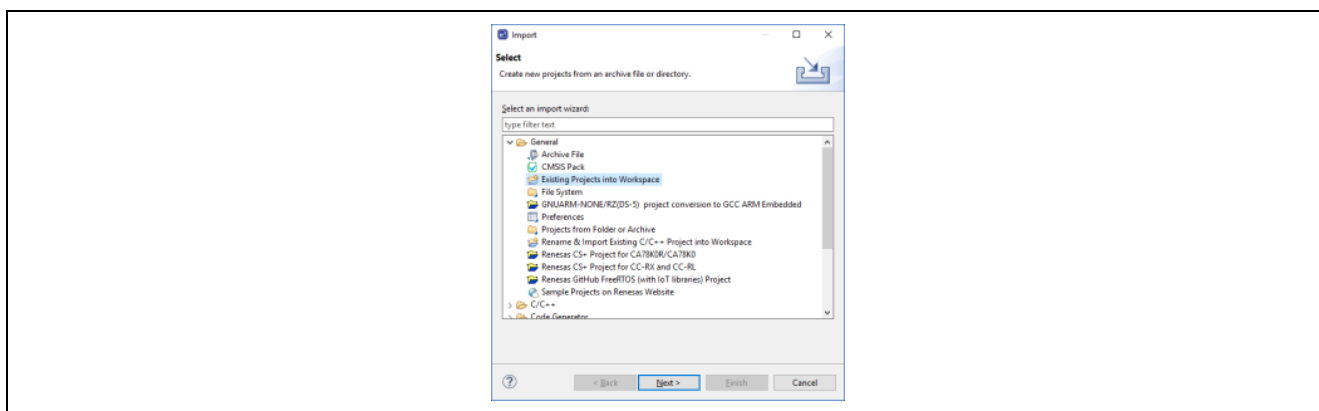 Import
Select
Create new projects from an archive file or directory.
Select an import wizard:
type filter text
General
Archive File
CMSIS Pack
Existing Projects into Workspace
File System
GNUARM-NONE/RZ(DS-5) project conversion to GCC ARM Embedded
Preferences
Projects from Folder or Archive
Rename & Import Existing C/C++ Project into Workspace
Renesas CS+ Project for CA78K0R/CA78K0
Renesas CS+ Project for CC-RX and CC-RL
Renesas GitHub FreeRTOS (with IoT libraries) Project
Sample Projects on Renesas Website
C/C++
Code Generator
< Back Next > Finish Cancel